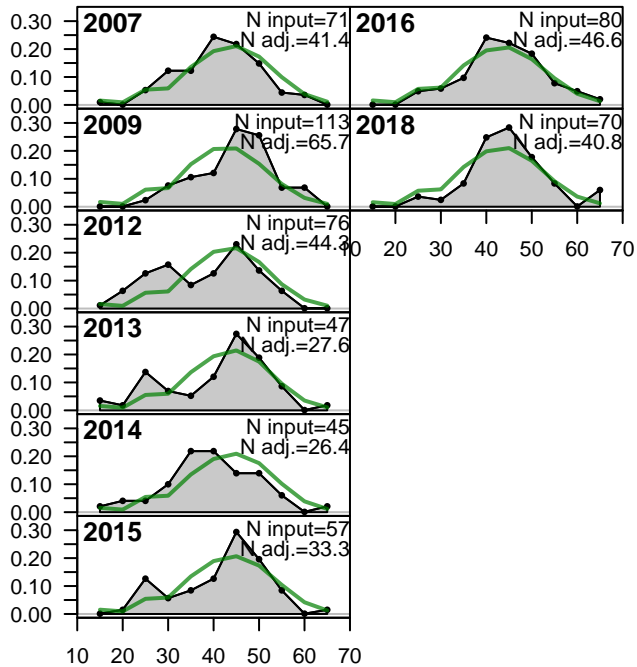 0.30
0.20
0.10
0.00
2007
N input=71
N adj.=41.4
2016
N input=80
N adj.=46.6
0.30
0.20
0.10
0.00
2009
N input=113
N adj.=65.7
2018
N input=70
N adj.=40.8
0.30
0.20
0.10
0.00
2012
N input=76
N adj.=44.3
10 20 30 40 50 60 70
0.30
0.20
0.10
0.00
2013
N input=47
N adj.=27.6
0.30
0.20
0.10
0.00
2014
N input=45
N adj.=26.4
0.30
0.20
0.10
0.00
2015
N input=57
N adj.=33.3
10 20 30 40 50 60 70